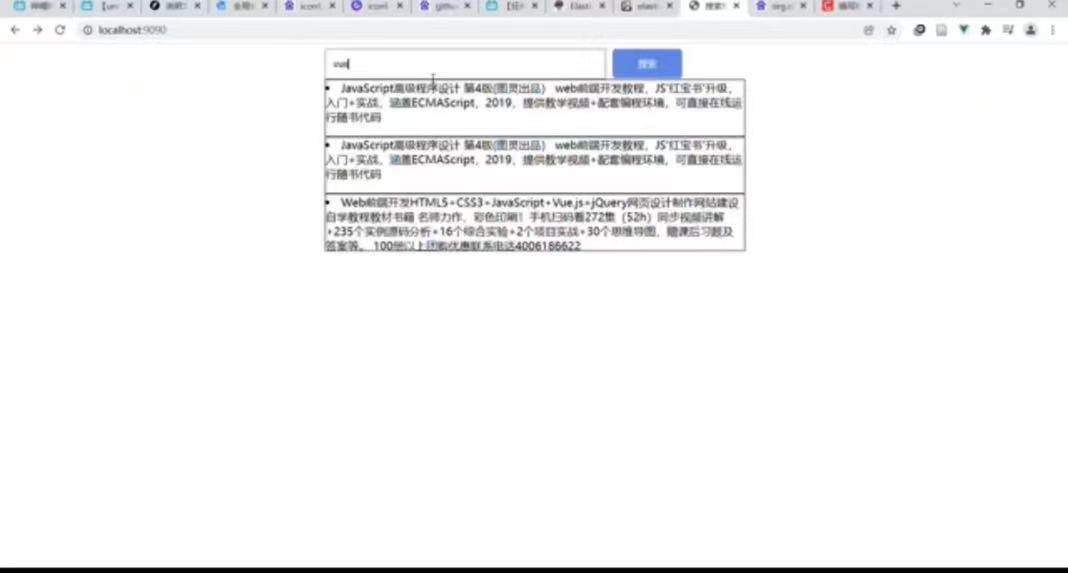 localhost:9090
vue
搜索
• JavaScript高级程序设计 第4版(图灵出品) web前端开发教程，JS'红宝书'升级，
入门+实战，涵盖ECMAScript，2019，提供教学视频+配套编程环境，可直接在线运
行随书代码
• JavaScript高级程序设计 第4版(图灵出品) web前端开发教程，JS'红宝书'升级，
入门+实战，涵盖ECMAScript，2019，提供教学视频+配套编程环境，可直接在线运
行随书代码
• Web前端开发HTML5+CSS3+JavaScript+Vue.js+jQuery网页设计制作网站建设
自学教程教材书籍 名师力作，彩色印刷！手机扫码看272集（52h）同步视频讲解
+235个实例源码分析+16个综合实验+2个项目实战+30个思维导图，赠课后习题及
答案等。 100册以上团购优惠联系电话4006186622